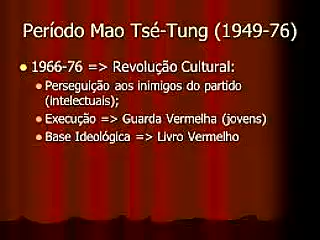 Período Mao Tsé-Tung (1949-76)
1966-76 => Revolução Cultural:
Perseguição aos inimigos do partido
(intelectuais);
Execução => Guarda Vermelha (jovens)
Base Ideológica => Livro Vermelho